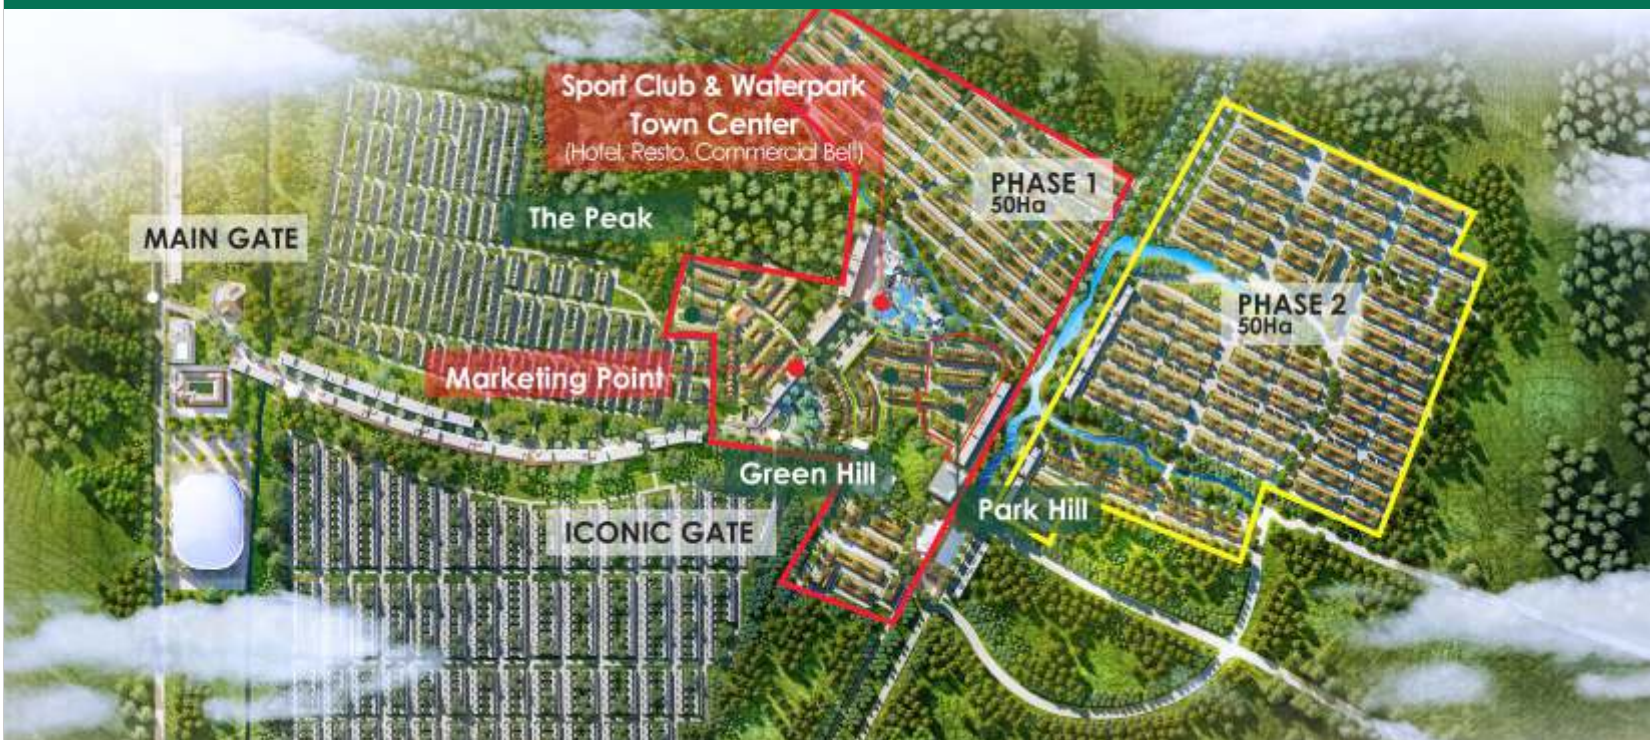 Sport Club & Waterpark
Town Center
(Hotel, Resto, Commercial Bell)
The Peak
MAIN GATE
PHASE 1
50Ha
PHASE 2
50Ha
Marketing Point
Green Hill
Park Hill
ICONIC GATE